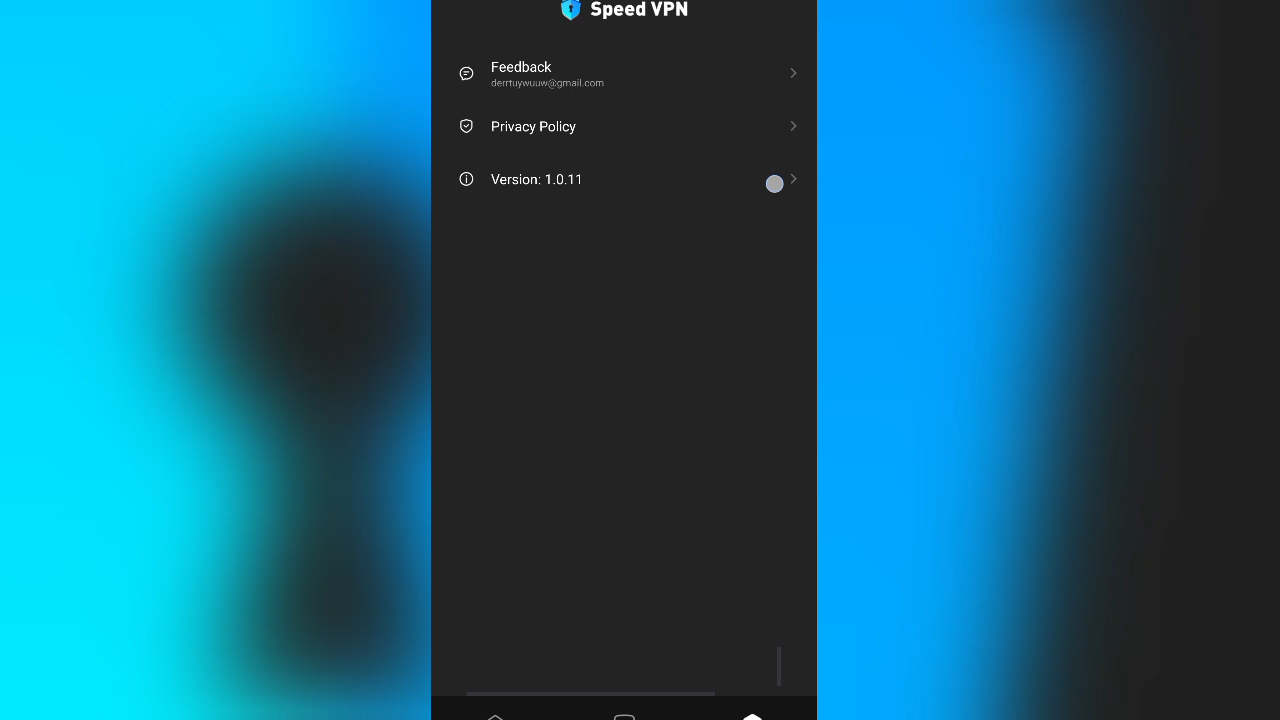 Speed VPN
Feedback
derrtuywuuw@gmail.com
Privacy Policy
Version: 1.0.11